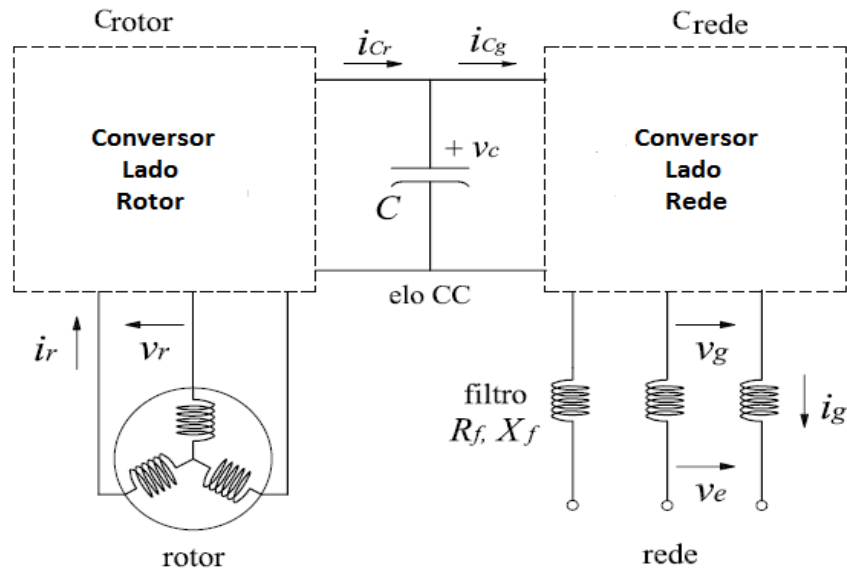 Crotor
Crede
iCr
iCg
Conversor
Lado
Rotor
+ vc
C
Conversor
Lado
Rede
elo CC
ir
vr
vg
filtro
Rf, Xf
ig
ve
rotor
rede